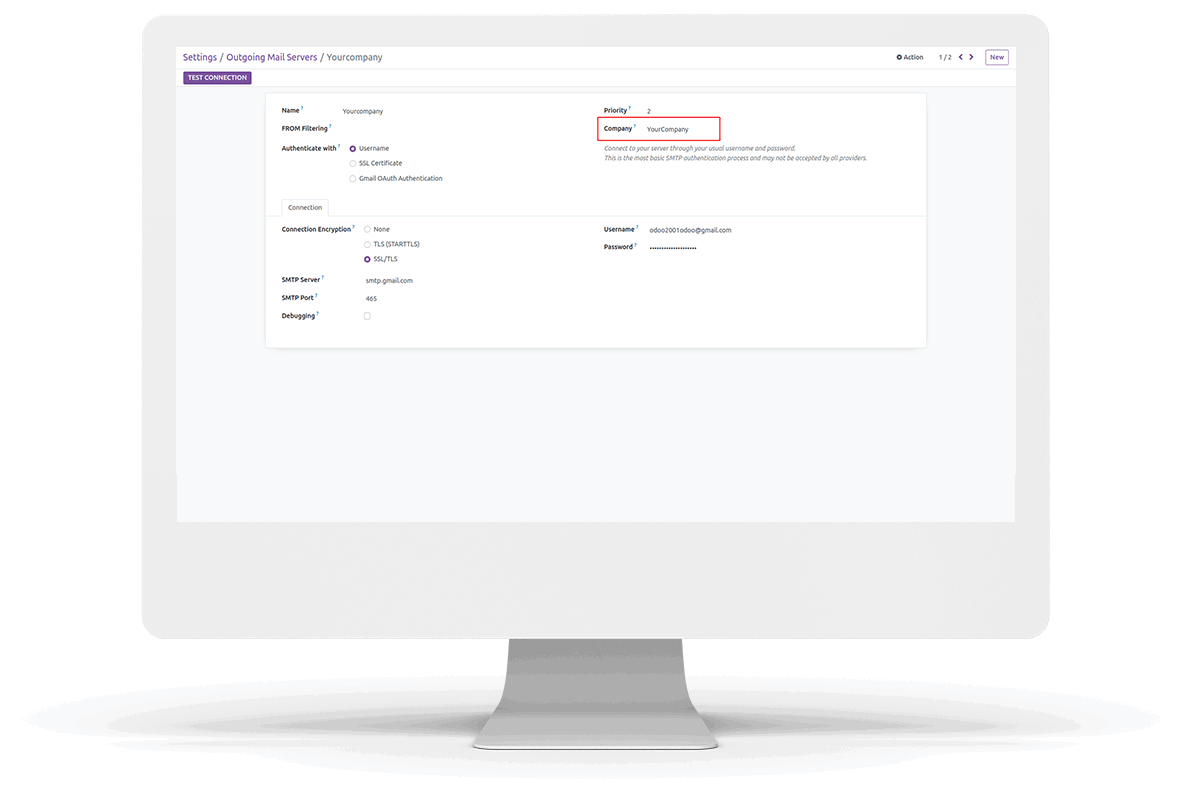 Settings / Outgoing Mail Servers / Yourcompany
Action 1 / 2 New
TEST CONNECTION
Name ? Yourcompany
Priority ? 2
FROM Filtering ?
Company ? YourCompany
Authenticate with ? Username
Connect to your server through your usual username and password.
SSL Certificate
This is the most basic SMTP authentication process and may not be accepted by all providers.
Gmail OAuth Authentication
Connection
Connection Encryption ? None
Username ? odoo2001odoo@gmail.com
TLS (STARTTLS)
Password ? ••••••••••••••••••••
SSL/TLS
SMTP Server ? smtp.gmail.com
SMTP Port ? 465
Debugging ?